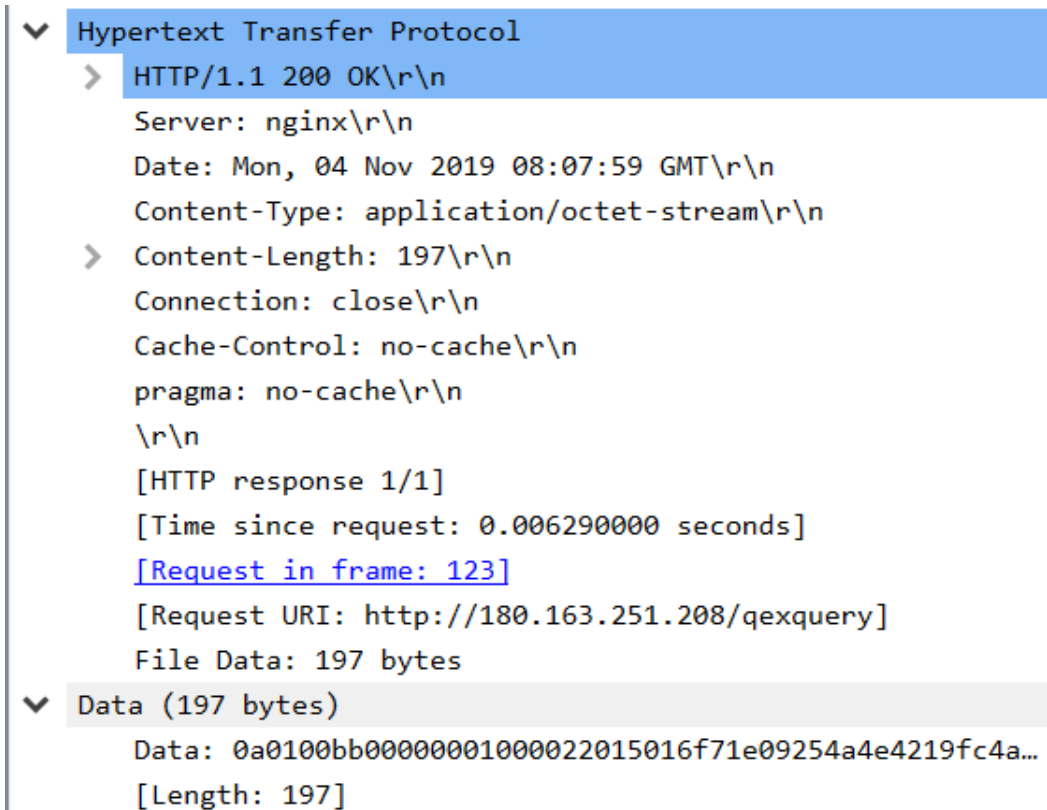 Hypertext Transfer Protocol
HTTP/1.1 200 OK\r\n
Server: nginx\r\n
Date: Mon, 04 Nov 2019 08:07:59 GMT\r\n
Content-Type: application/octet-stream\r\n
Content-Length: 197\r\n
Connection: close\r\n
Cache-Control: no-cache\r\n
pragma: no-cache\r\n
\r\n
[HTTP response 1/1]
[Time since request: 0.006290000 seconds]
[Request in frame: 123]
[Request URI: http://180.163.251.208/qexquery]
File Data: 197 bytes
Data (197 bytes)
Data: 0a0100bb00000001000022015016f71e09254a4e4219fc4a…
[Length: 197]